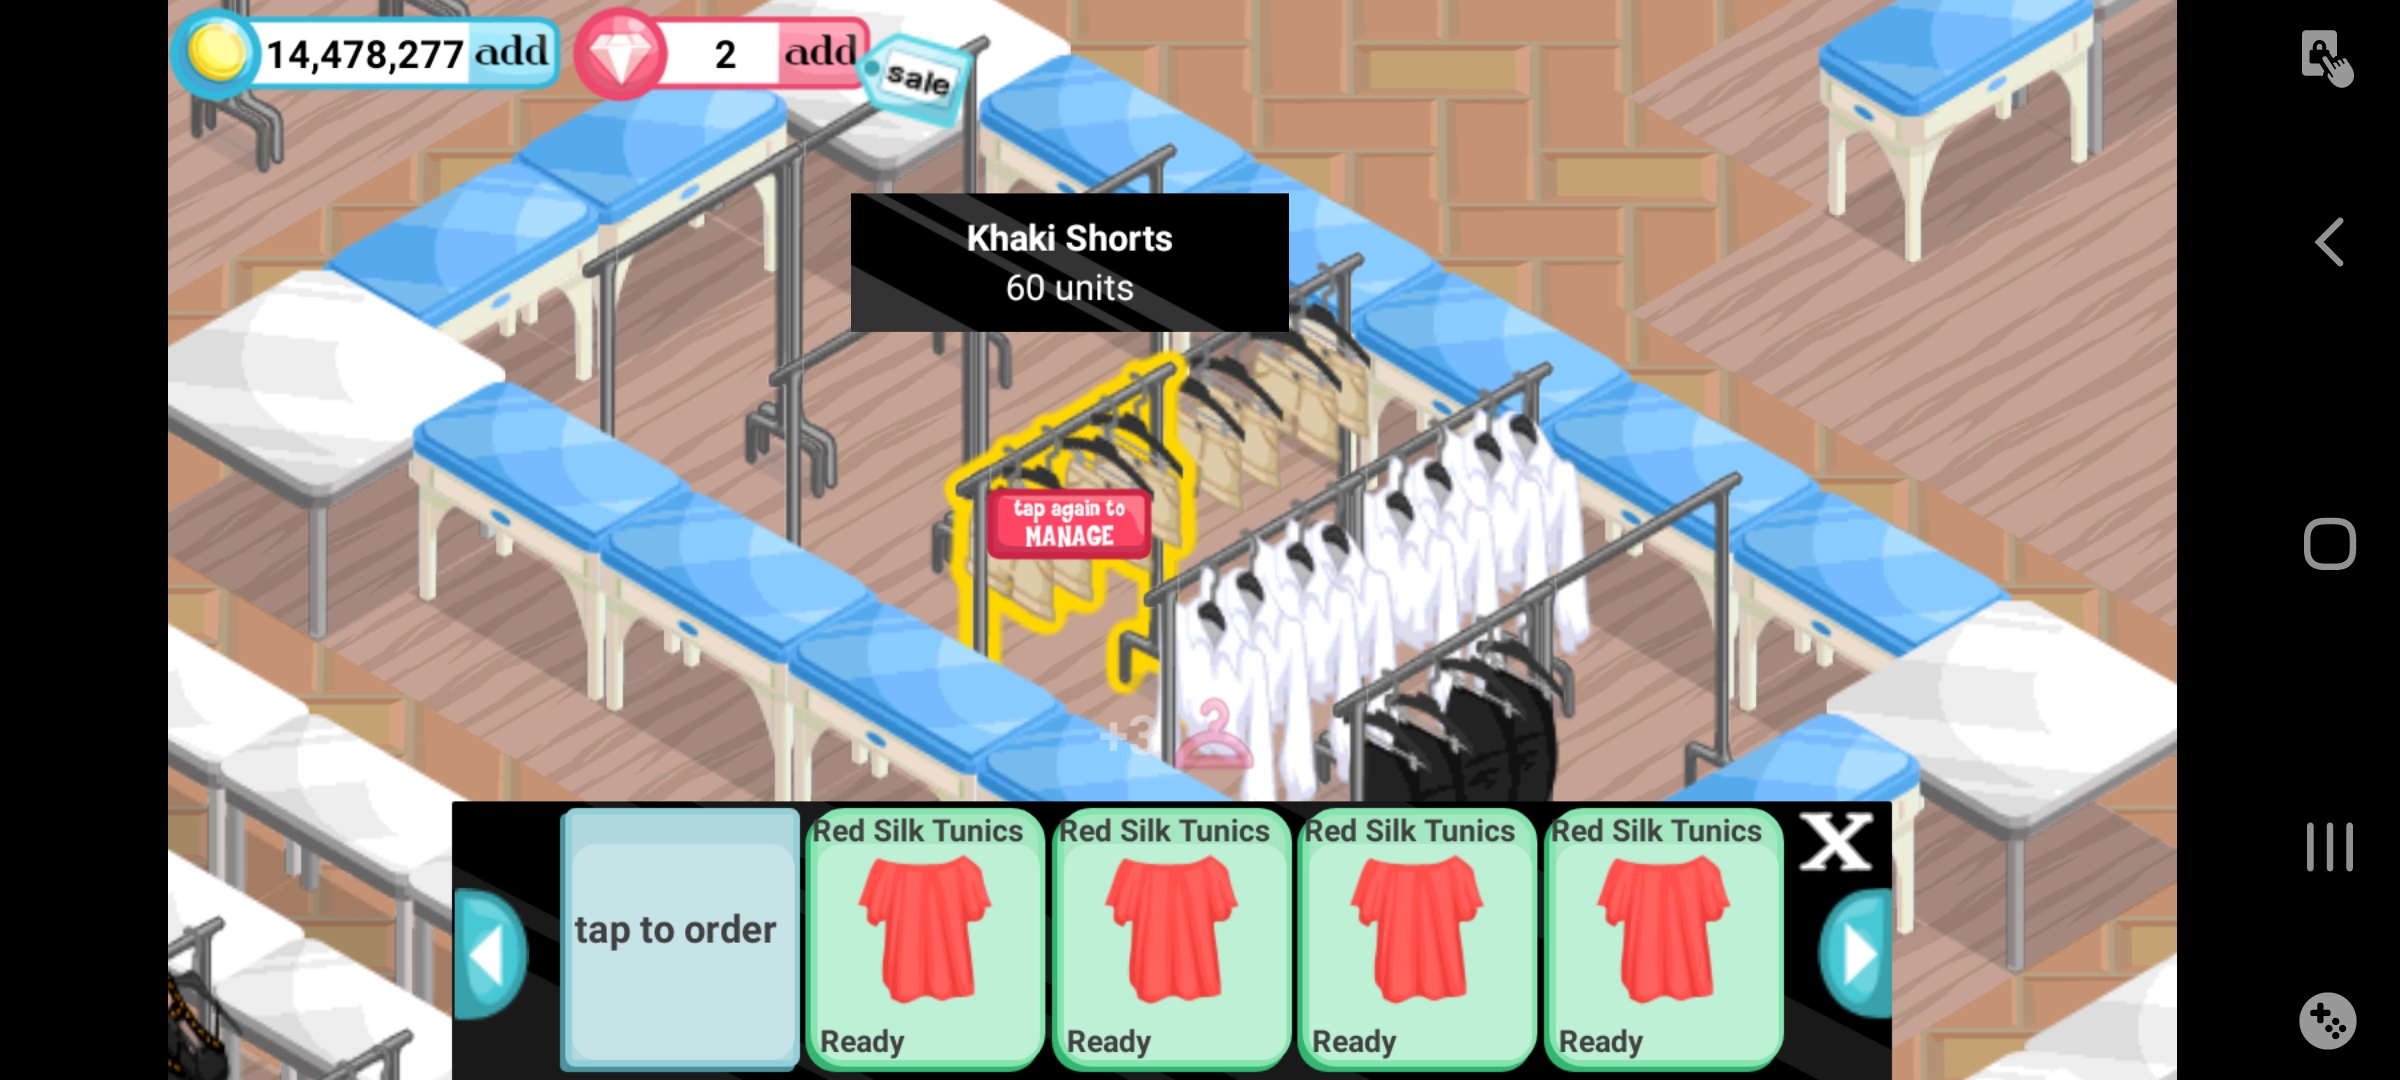 14,478,277 add
2 add
sale
Khaki Shorts
60 units
tap again to
MANAGE
+3
tap to order
Red Silk Tunics
Ready
Red Silk Tunics
Ready
Red Silk Tunics
Ready
Red Silk Tunics
Ready
X